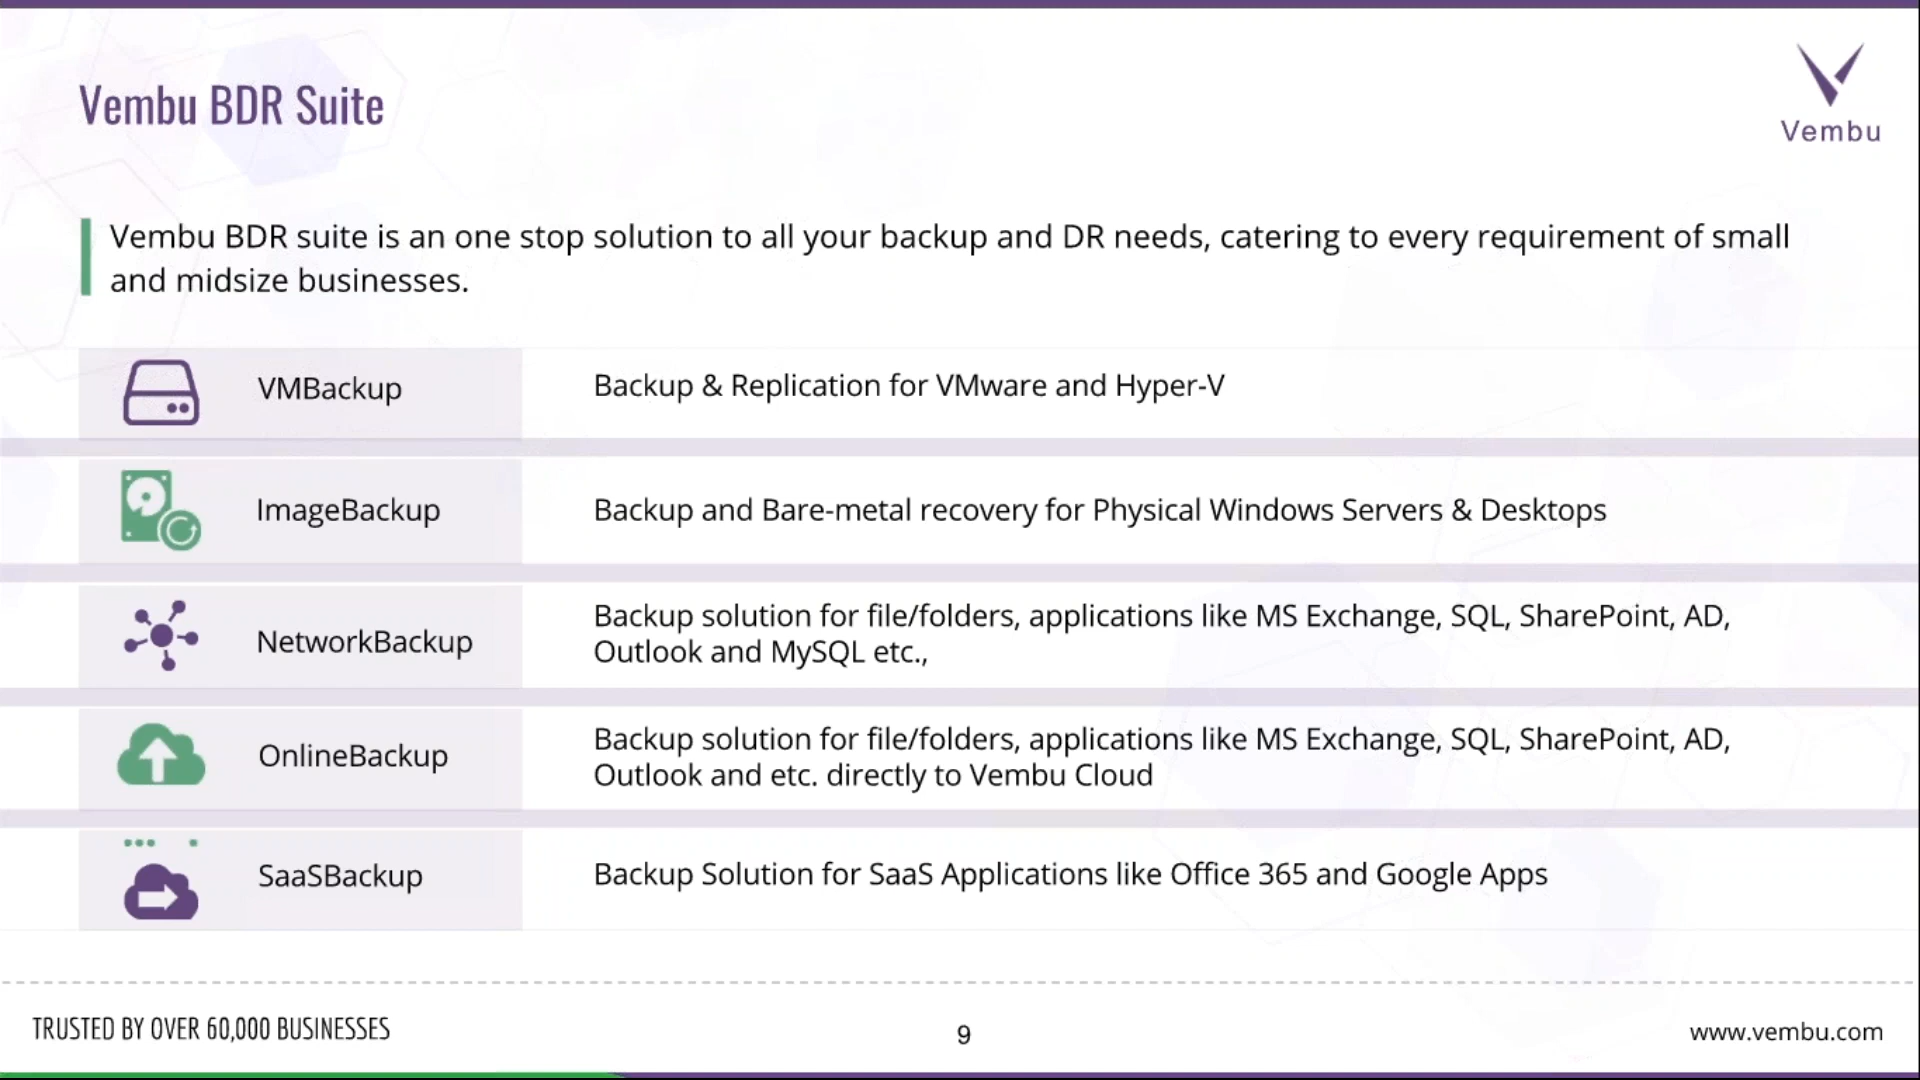 Vembu BDR Suite
Vembu
Vembu BDR suite is an one stop solution to all your backup and DR needs, catering to every requirement of small
and midsize businesses.
VMBackup
Backup & Replication for VMware and Hyper-V
ImageBackup
Backup and Bare-metal recovery for Physical Windows Servers & Desktops
NetworkBackup
Backup solution for file/folders, applications like MS Exchange, SQL, SharePoint, AD,
Outlook and MySQL etc.,
OnlineBackup
Backup solution for file/folders, applications like MS Exchange, SQL, SharePoint, AD,
Outlook and etc. directly to Vembu Cloud
SaaSBackup
Backup Solution for SaaS Applications like Office 365 and Google Apps
TRUSTED BY OVER 60,000 BUSINESSES
9
www.vembu.com